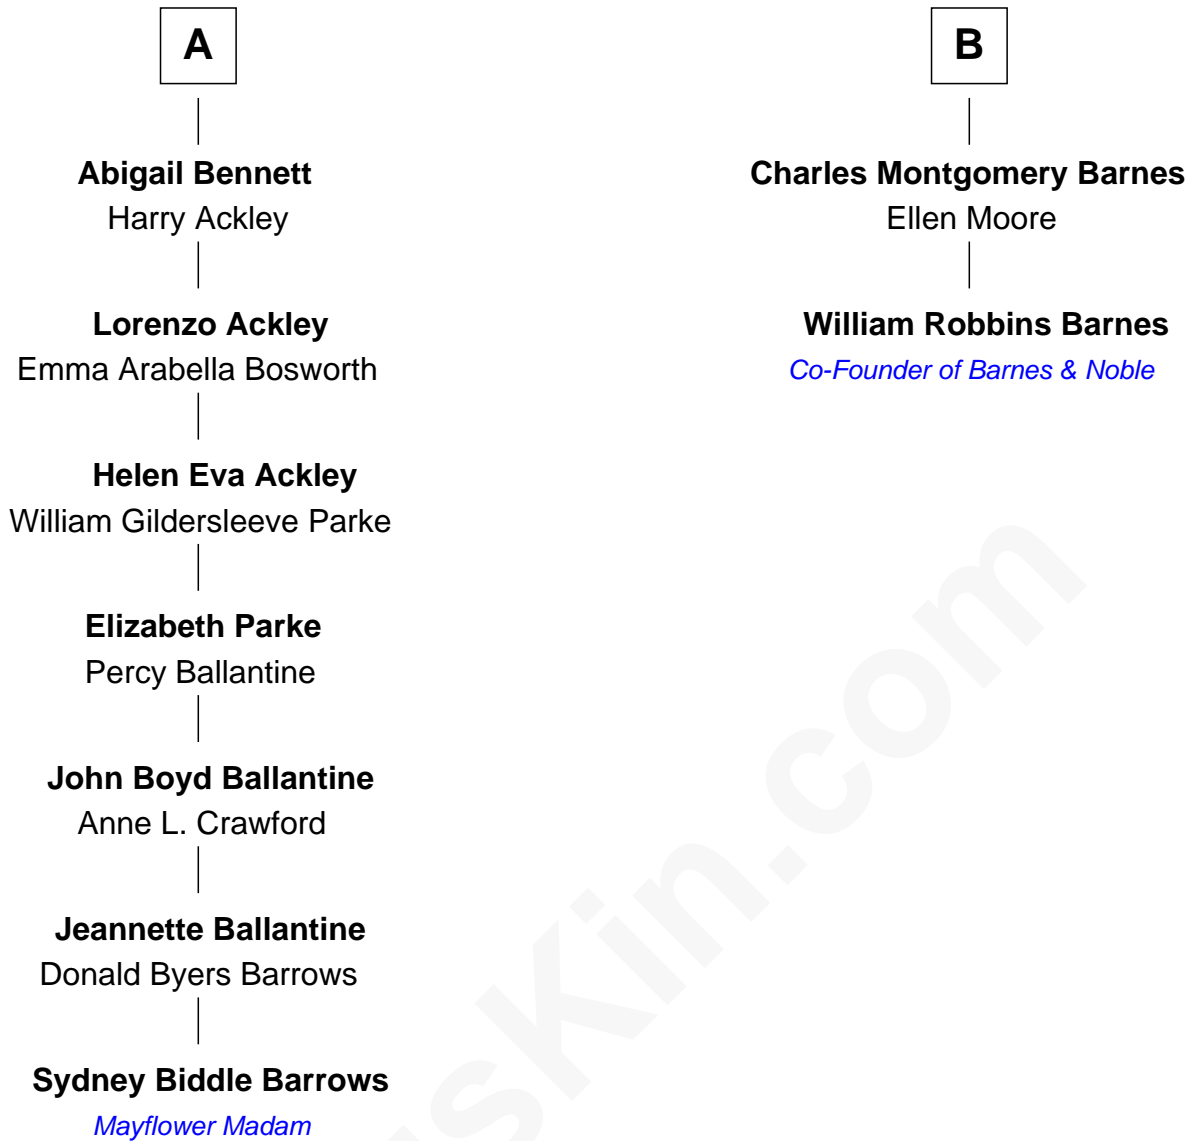 A
Abigail Bennett
Harry Ackley
Lorenzo Ackley
Emma Arabella Bosworth
Helen Eva Ackley
William Gildersleeve Parke
Elizabeth Parke
Percy Ballantine
John Boyd Ballantine
Anne L. Crawford
Jeannette Ballantine
Donald Byers Barrows
Sydney Biddle Barrows
Mayflower Madam
B
Charles Montgomery Barnes
Ellen Moore
William Robbins Barnes
Co-Founder of Barnes & Noble
usKin.com